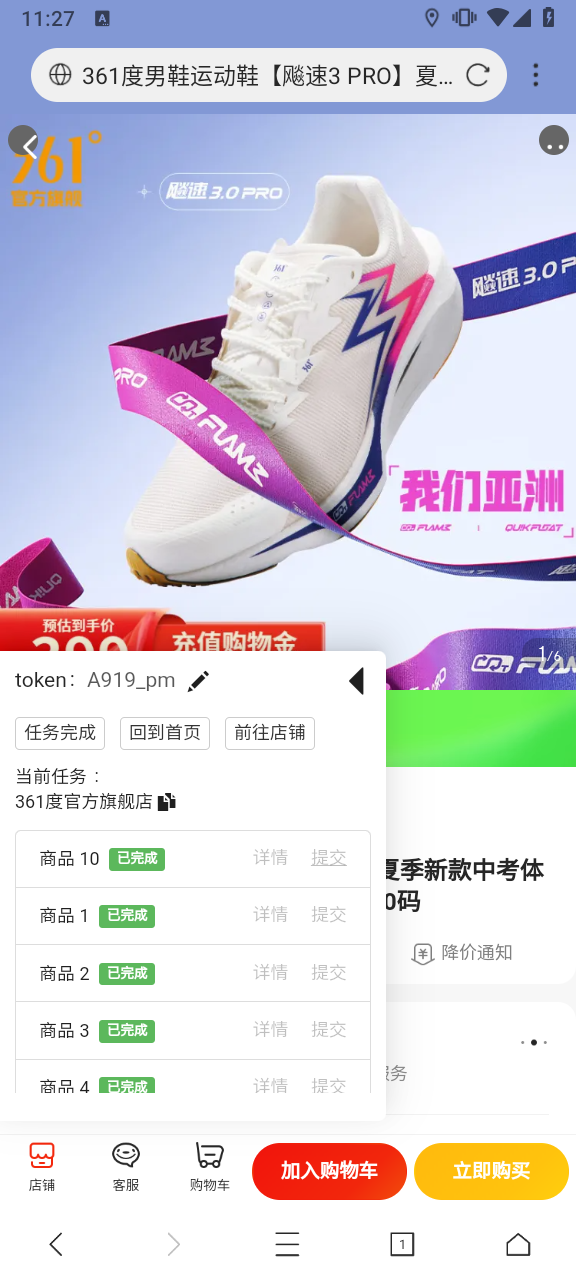 11:27
A
361度男鞋运动鞋【飚速3 PRO】夏…
361°
官方旗舰
飚速3.0 PRO
飚速3.0 PRO
FLAME
PRO
CQT FLAME
我们亚洲
CQT FLAME | QUIKFLOAT
预估到手价
充值购物金
1/6
token： A919_pm
任务完成 回到首页 前往店铺
当前任务：
361度官方旗舰店
商品 10 已完成 详情 提交
商品 1 已完成 详情 提交
商品 2 已完成 详情 提交
商品 3 已完成 详情 提交
商品 4 已完成 详情 提交
夏季新款中考体
0码
降价通知
服务
店铺 客服 购物车 加入购物车 立即购买
1